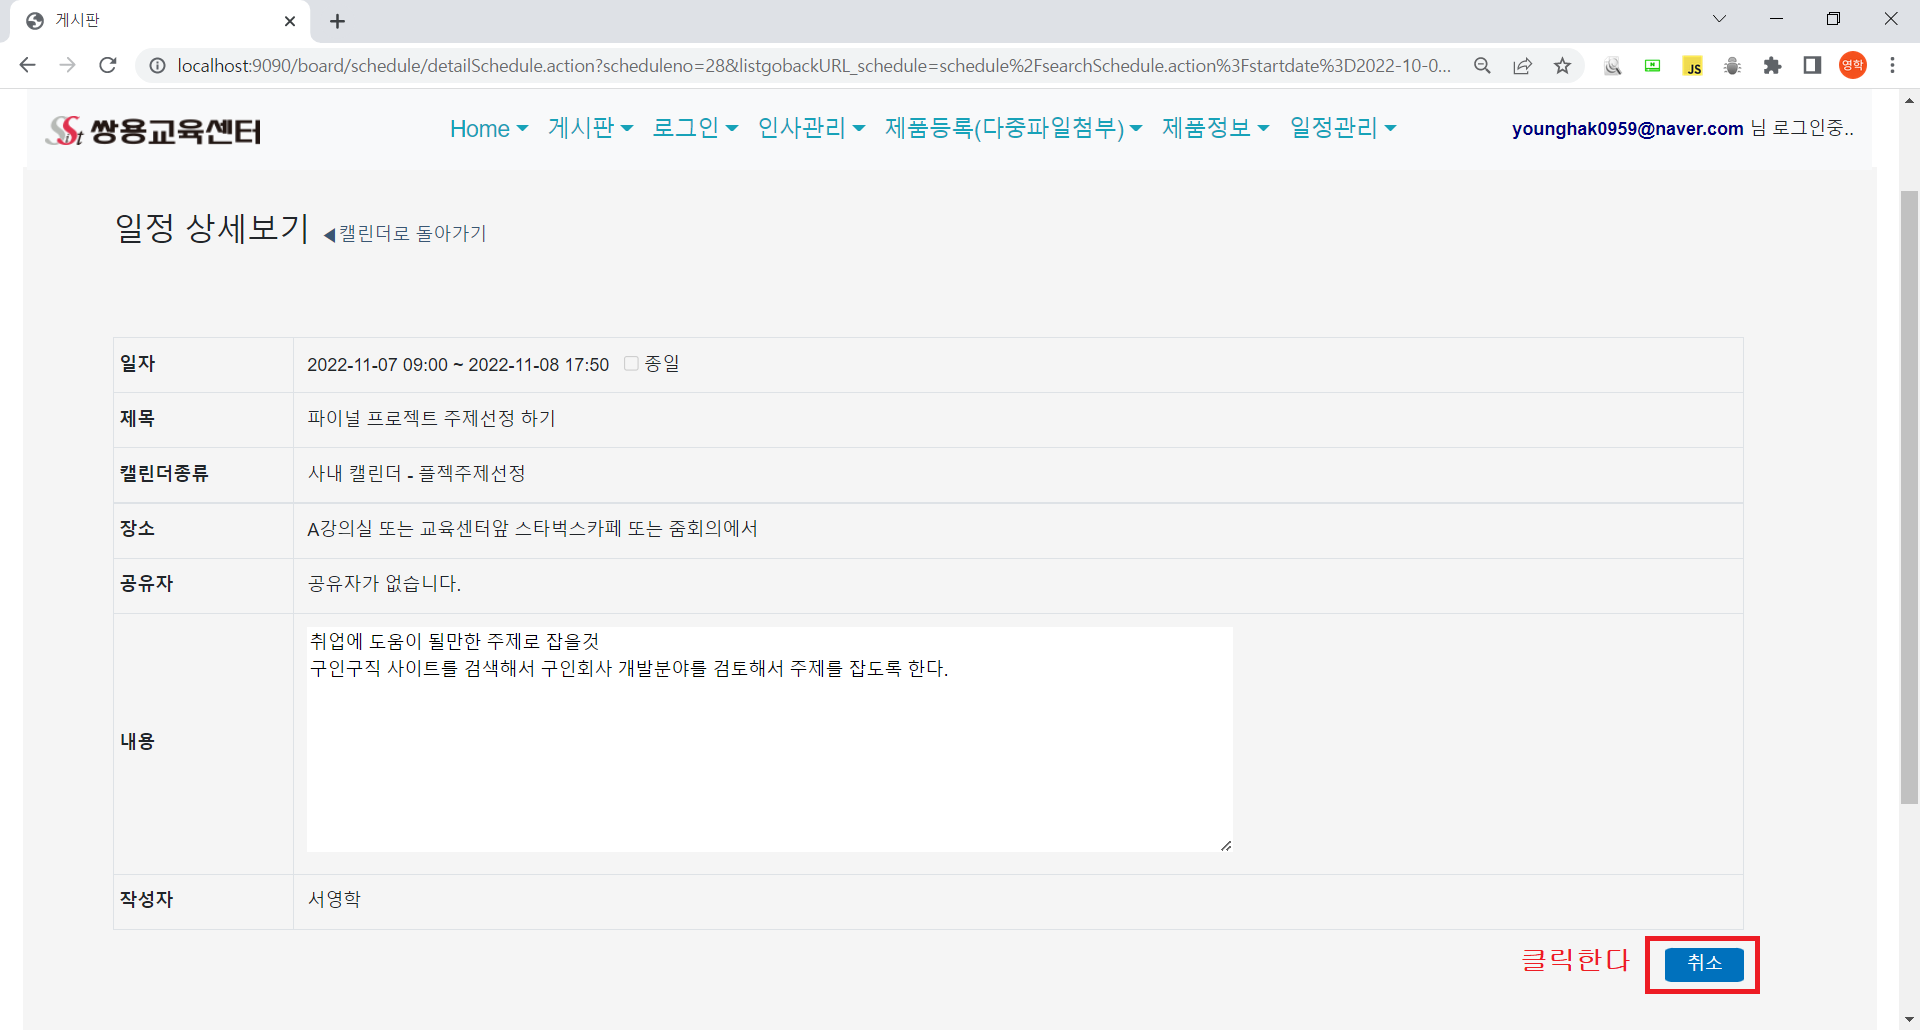 게시판
localhost:9090/board/schedule/detailSchedule.action?scheduleno=28&listgobackURL_schedule=schedule%2FsearchSchedule.action%3Fstartdate%3D2022-10-0...
JS
영학
SiSt 쌍용교육센터
Home 게시판 로그인 인사관리 제품등록(다중파일첨부) 제품정보 일정관리
younghak0959@naver.com 님 로그인중..
일정 상세보기 ◀캘린더로 돌아가기
일자 2022-11-07 09:00 ~ 2022-11-08 17:50 종일
제목 파이널 프로젝트 주제선정 하기
캘린더종류 사내 캘린더 - 플젝주제선정
장소 A강의실 또는 교육센터앞 스타벅스카페 또는 줌회의에서
공유자 공유자가 없습니다.
내용
취업에 도움이 될만한 주제로 잡을것
구인구직 사이트를 검색해서 구인회사 개발분야를 검토해서 주제를 잡도록 한다.
작성자 서영학
클릭한다 취소